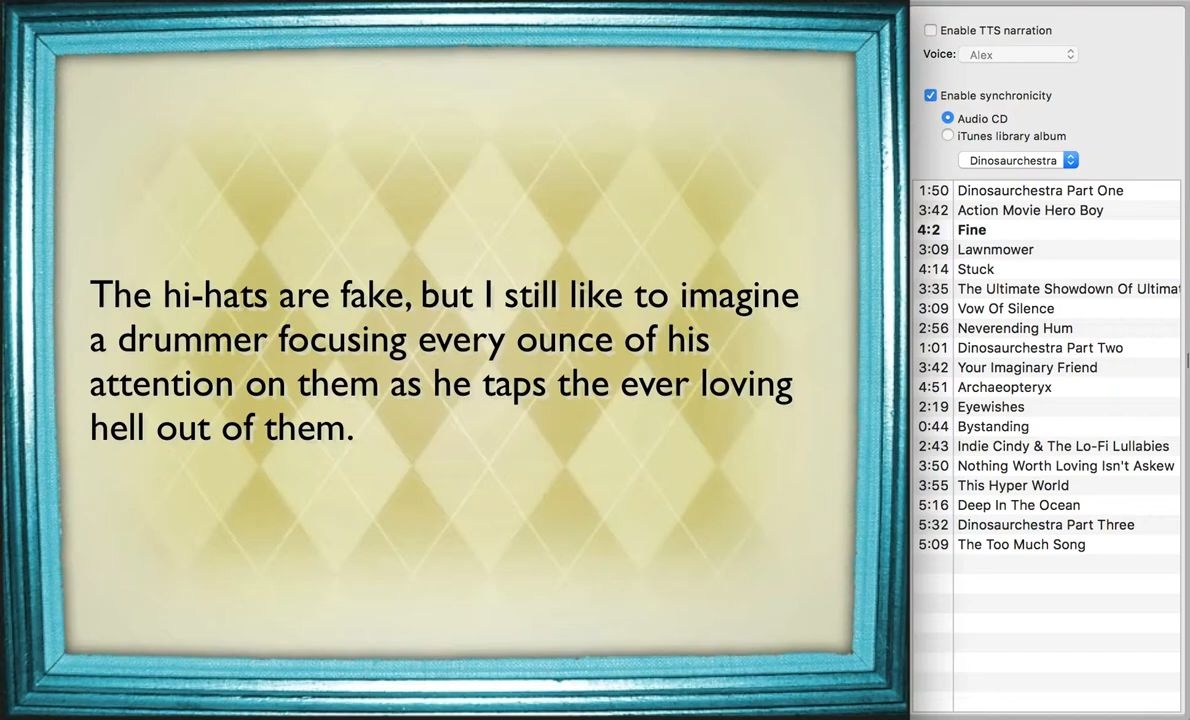 The hi-hats are fake, but I still like to imagine
a drummer focusing every ounce of his
attention on them as he taps the ever loving
hell out of them.
Enable TTS narration
Voice: Alex
Enable synchronicity
Audio CD
iTunes library album
Dinosaurchestra
1:50 Dinosaurchestra Part One
3:42 Action Movie Hero Boy
4:2 Fine
3:09 Lawnmower
4:14 Stuck
3:35 The Ultimate Showdown Of Ultimat
3:09 Vow Of Silence
2:56 Neverending Hum
1:01 Dinosaurchestra Part Two
3:42 Your Imaginary Friend
4:51 Archaeopteryx
2:19 Eyewishes
0:44 Bystanding
2:43 Indie Cindy & The Lo-Fi Lullabies
3:50 Nothing Worth Loving Isn't Askew
3:55 This Hyper World
5:16 Deep In The Ocean
5:32 Dinosaurchestra Part Three
5:09 The Too Much Song